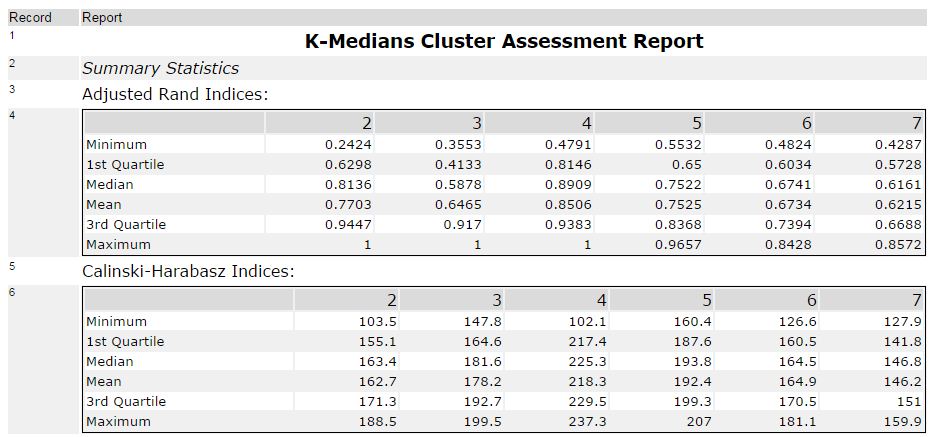 Record Report
1 K-Medians Cluster Assessment Report
2 Summary Statistics
3 Adjusted Rand Indices:
4 2 3 4 5 6 7
Minimum 0.2424 0.3553 0.4791 0.5532 0.4824 0.4287
1st Quartile 0.6298 0.4133 0.8146 0.65 0.6034 0.5728
Median 0.8136 0.5878 0.8909 0.7522 0.6741 0.6161
Mean 0.7703 0.6465 0.8506 0.7525 0.6734 0.6215
3rd Quartile 0.9447 0.917 0.9383 0.8368 0.7394 0.6688
Maximum 1 1 1 0.9657 0.8428 0.8572
5 Calinski-Harabasz Indices:
6 2 3 4 5 6 7
Minimum 103.5 147.8 102.1 160.4 126.6 127.9
1st Quartile 155.1 164.6 217.4 187.6 160.5 141.8
Median 163.4 181.6 225.3 193.8 164.5 146.8
Mean 162.7 178.2 218.3 192.4 164.9 146.2
3rd Quartile 171.3 192.7 229.5 199.3 170.5 151
Maximum 188.5 199.5 237.3 207 181.1 159.9